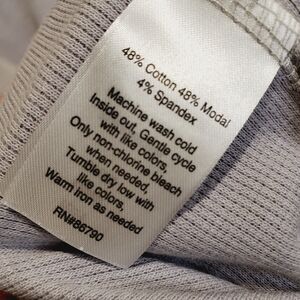 48% Cotton 48% Modal
4% Spandex
Machine wash cold
Inside out, Gentle cycle
with like colors,
Only non-chlorine bleach
when needed,
Tumble dry low with
like colors,
Warm iron as needed
RN#86790